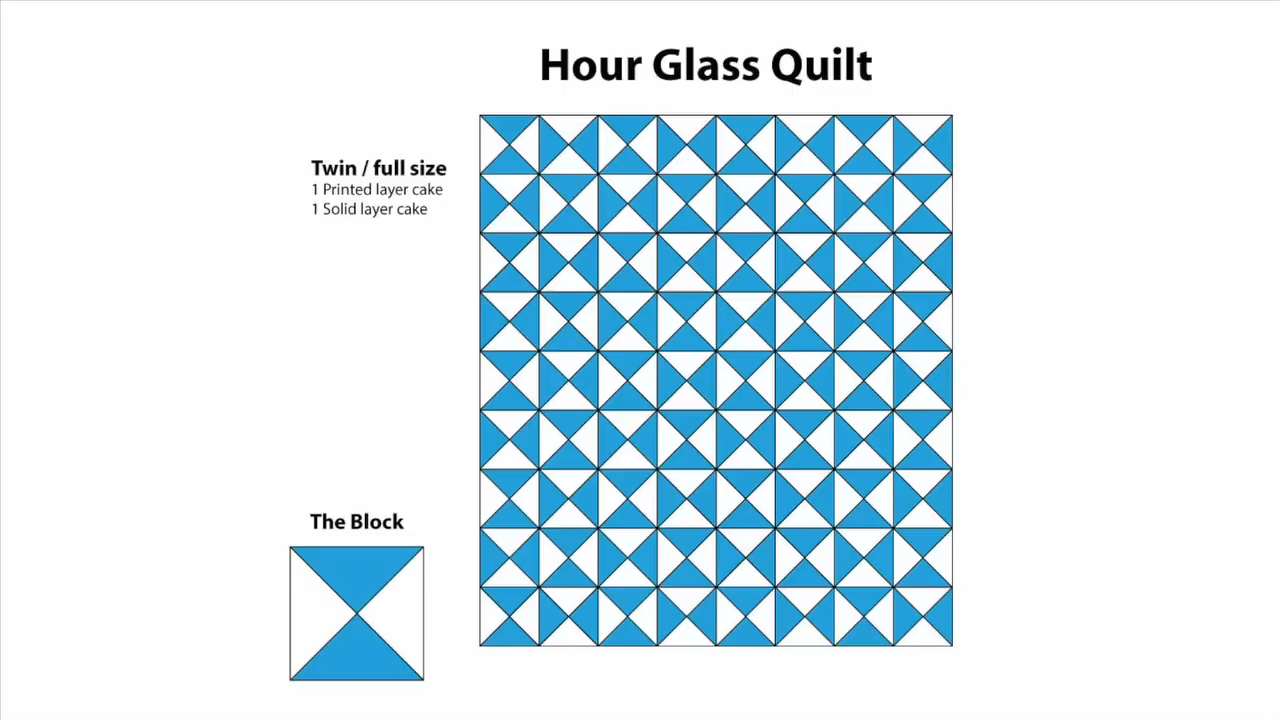 Hour Glass Quilt
Twin / full size
1 Printed layer cake
1 Solid layer cake
The Block